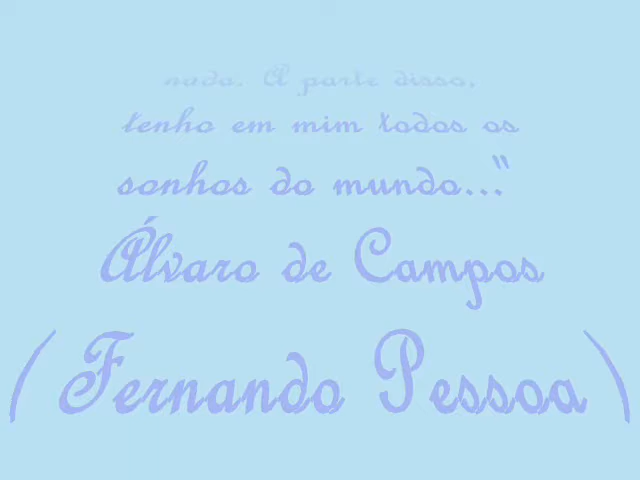 nada. À parte disso,
tenho em mim todos os
sonhos do mundo..."
Álvaro de Campos
(Fernando Pessoa)